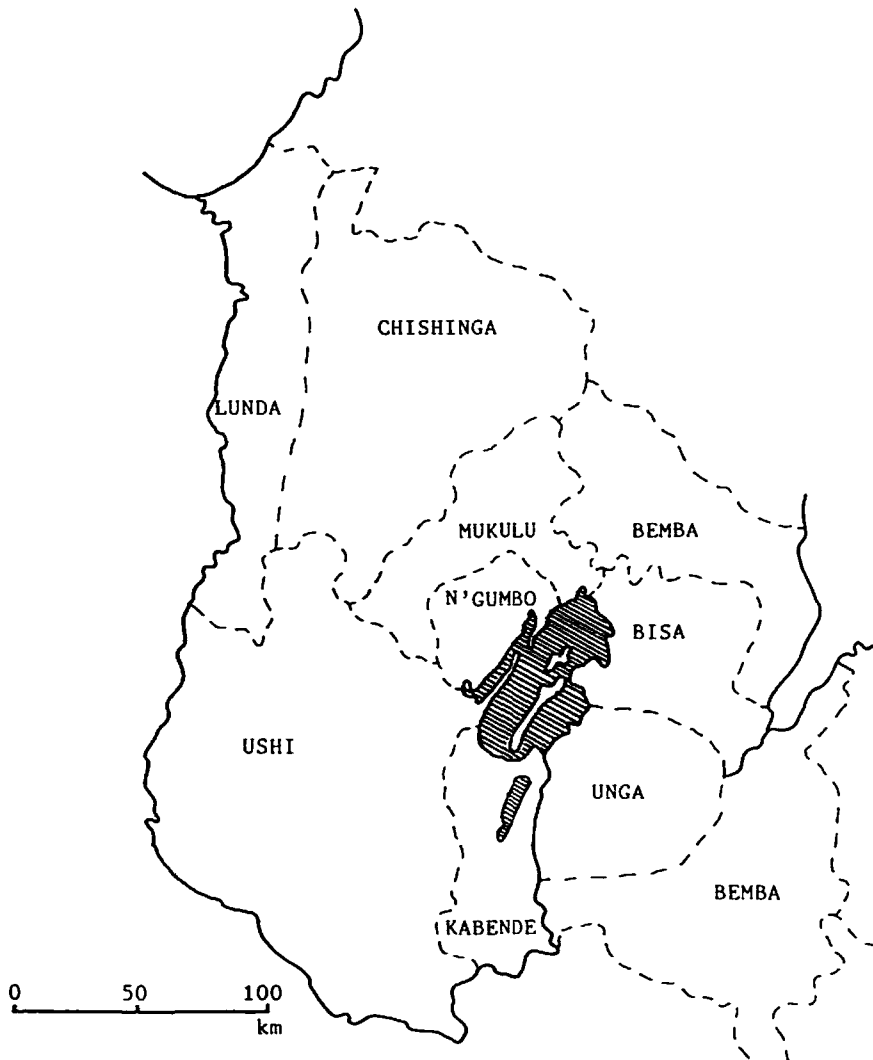 CHISHINGA
LUNDA
MUKULU
BEMBA
N'GUMBO
BISA
USHI
UNGA
BEMBA
KABENDE
0 50 100
km